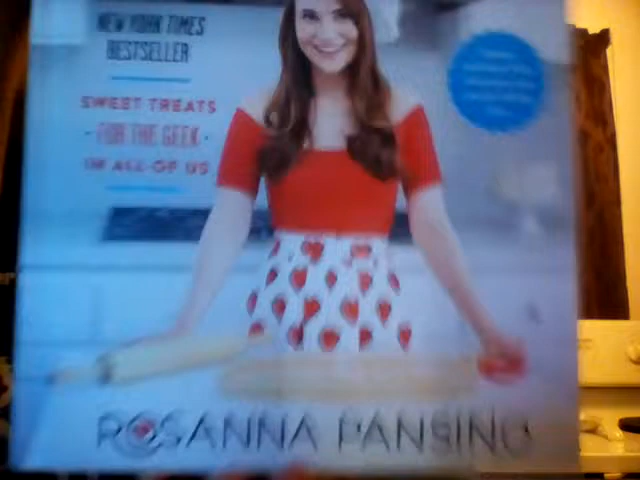 NEW YORK TIMES
BESTSELLER
SWEET TREATS
· FOR THE GEEK ·
IN ALL OF US
ROSANNA PANSINO